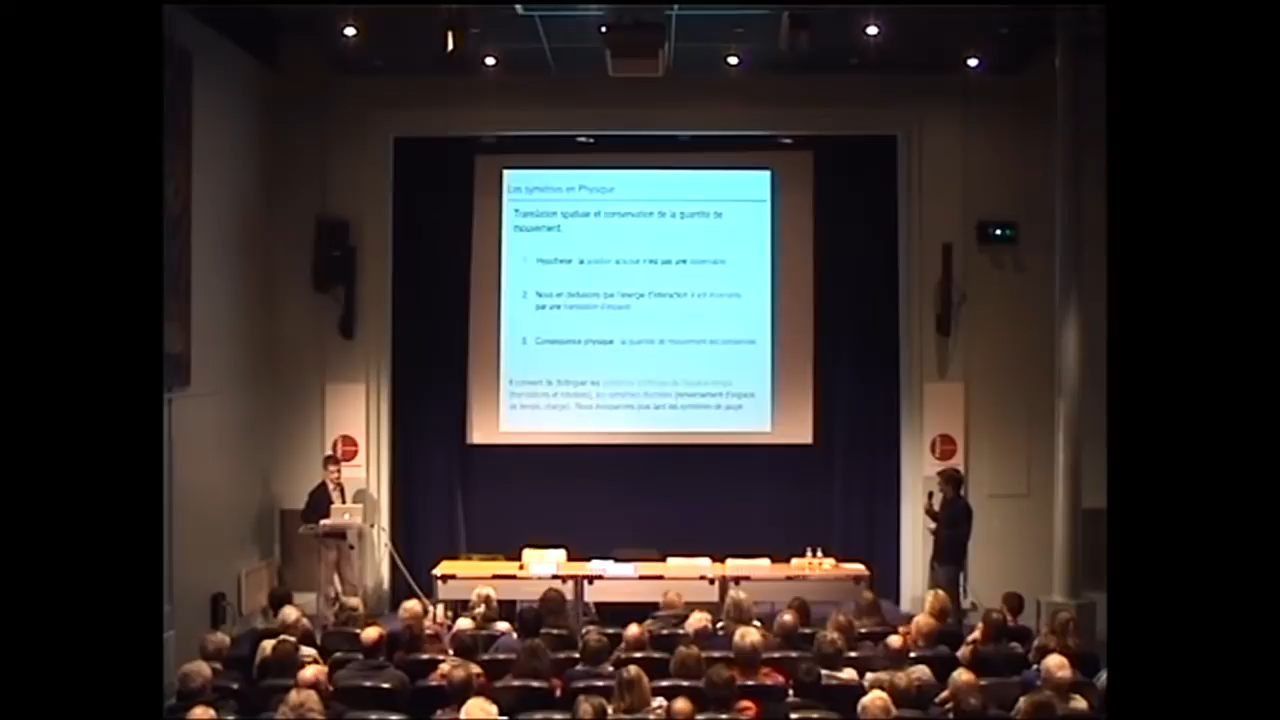 Les symétries en Physique
Translation spatiale et conservation de la quantité de
mouvement.
1. Hypothèse : la position absolue n'est pas une observable.
2. Nous en déduisons que l'énergie d'interaction est invariante
par une translation d'espace
3. Conséquence physique : la quantité de mouvement est conservée.
Il convient de distinguer les symétries continues de l'espace-temps
(translations et rotations), les symétries discrètes (renversement d'espace,
de temps, charge). Nous évoquerons plus tard les symétries de jauge.